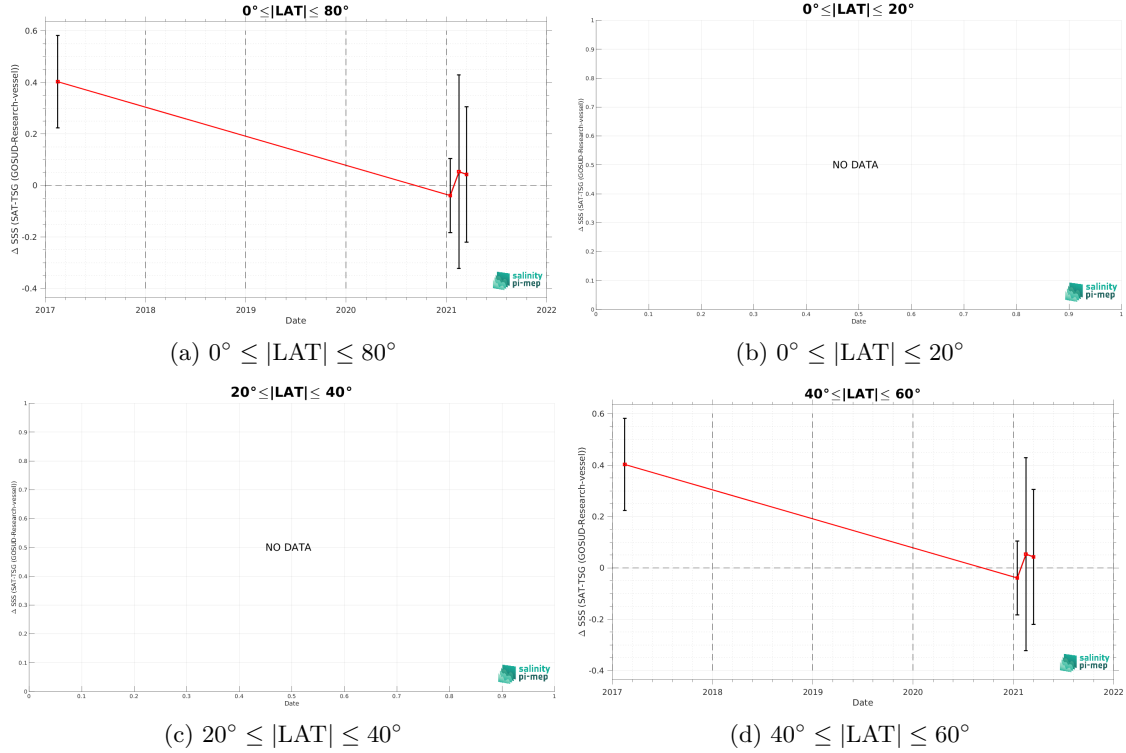 0°≤|LAT|≤ 80°
0.6
0.4
0.2
0
-0.2
-0.4
Δ SSS (SAT-TSG (GOSUD-Research-vessel))
2017 2018 2019 2020 2021 2022
Date
salinity
pi-mep
(a) 0° ≤ |LAT| ≤ 80°
0°≤|LAT|≤ 20°
1
0.9
0.8
0.7
0.6
0.5
0.4
0.3
0.2
0.1
0
Δ SSS (SAT-TSG (GOSUD-Research-vessel))
NO DATA
0 0.1 0.2 0.3 0.4 0.5 0.6 0.7 0.8 0.9 1
Date
salinity
pi-mep
(b) 0° ≤ |LAT| ≤ 20°
20°≤|LAT|≤ 40°
1
0.9
0.8
0.7
0.6
0.5
0.4
0.3
0.2
0.1
0
Δ SSS (SAT-TSG (GOSUD-Research-vessel))
NO DATA
0 0.1 0.2 0.3 0.4 0.5 0.6 0.7 0.8 0.9 1
Date
salinity
pi-mep
(c) 20° ≤ |LAT| ≤ 40°
40°≤|LAT|≤ 60°
0.6
0.4
0.2
0
-0.2
-0.4
Δ SSS (SAT-TSG (GOSUD-Research-vessel))
2017 2018 2019 2020 2021 2022
Date
salinity
pi-mep
(d) 40° ≤ |LAT| ≤ 60°